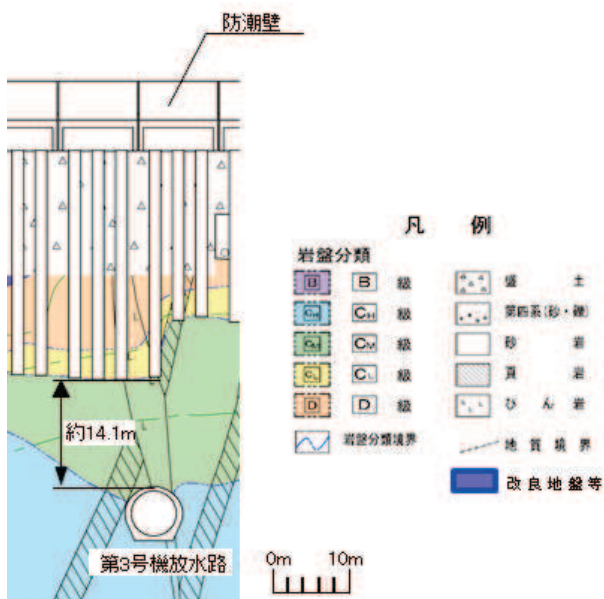 防潮壁
約14.1m
第3号機放水路
0m 10m
凡 例
岩盤分類
B B 級
CH CH 級
CM CM 級
CL CL 級
D D 級
岩盤分類境界
盛 土
第四系(砂・礫)
砂 岩
頁 岩
ひ ん 岩
地 質 境 界
改良地盤等